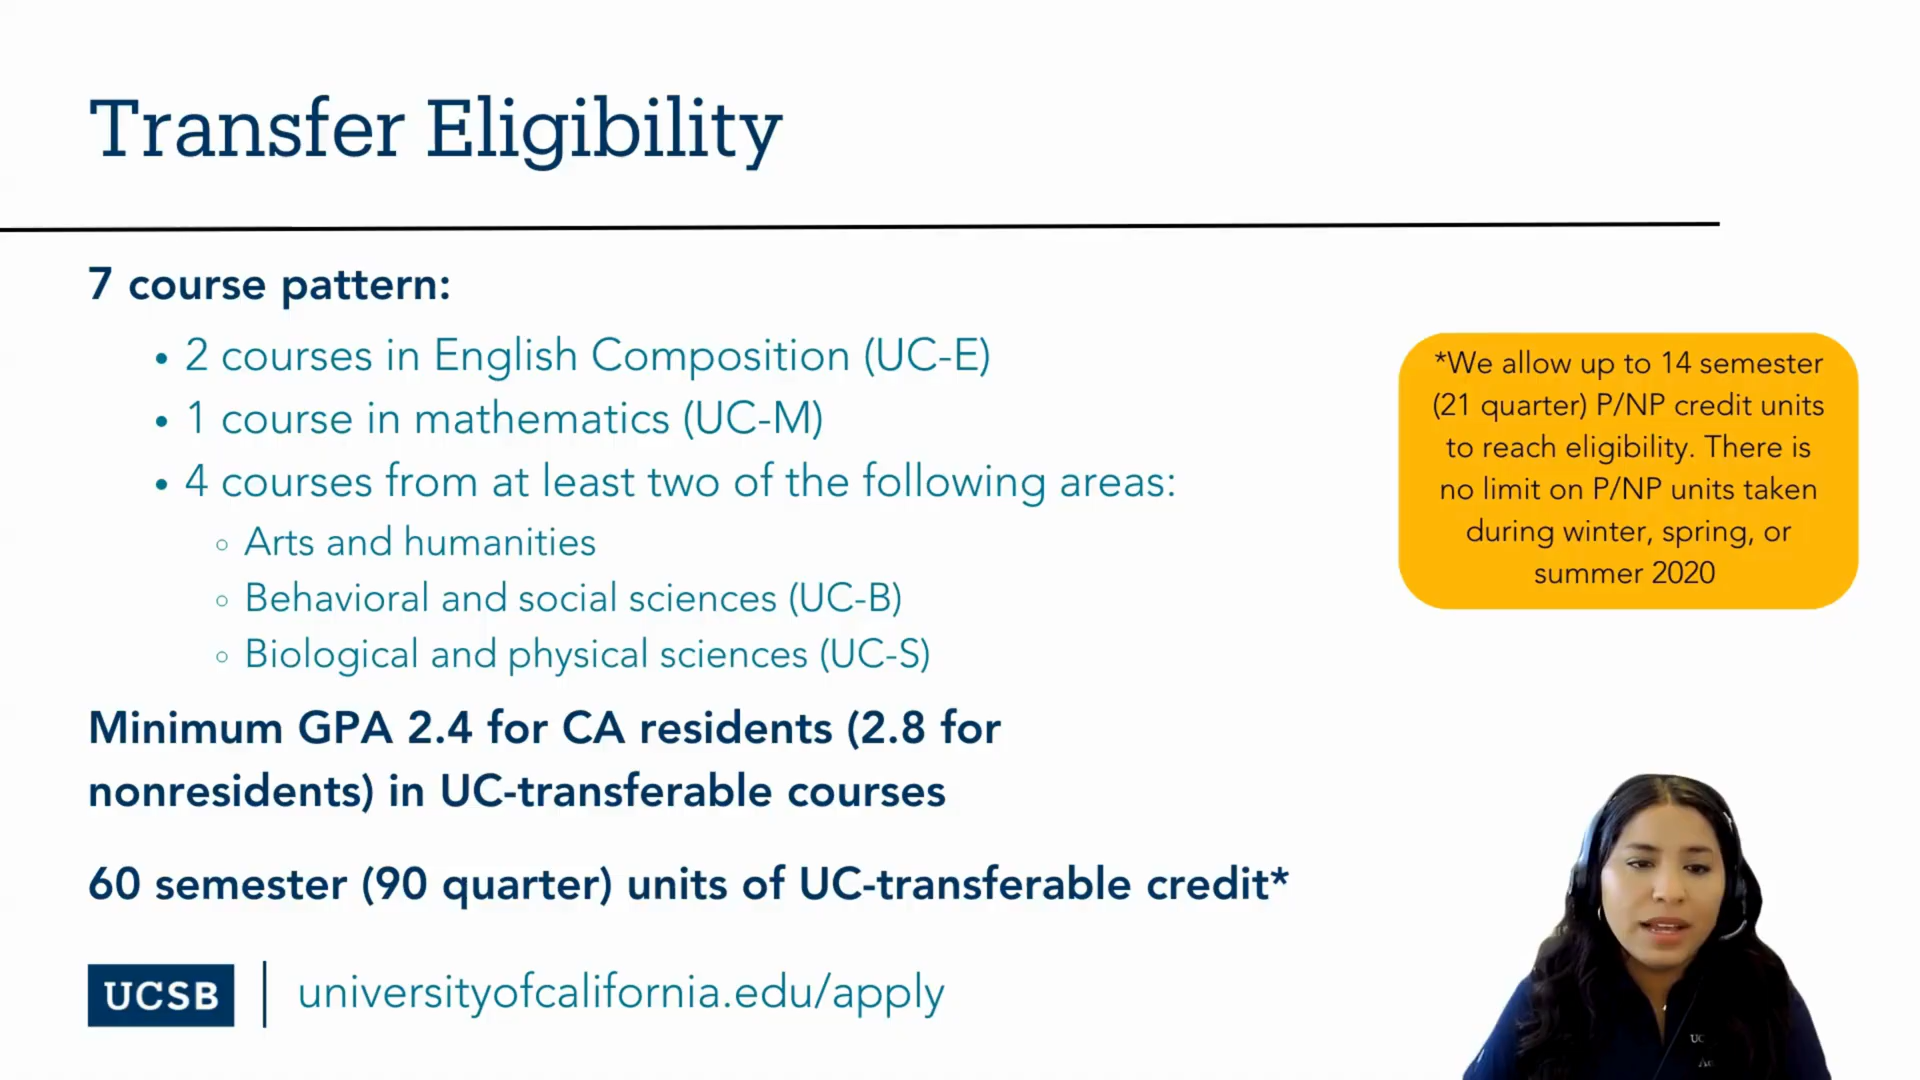 Transfer Eligibility
7 course pattern:
• 2 courses in English Composition (UC-E)
• 1 course in mathematics (UC-M)
• 4 courses from at least two of the following areas:
◦ Arts and humanities
◦ Behavioral and social sciences (UC-B)
◦ Biological and physical sciences (UC-S)
Minimum GPA 2.4 for CA residents (2.8 for
nonresidents) in UC-transferable courses
60 semester (90 quarter) units of UC-transferable credit*
*We allow up to 14 semester
(21 quarter) P/NP credit units
to reach eligibility. There is
no limit on P/NP units taken
during winter, spring, or
summer 2020
UCSB
universityofcalifornia.edu/apply
UC